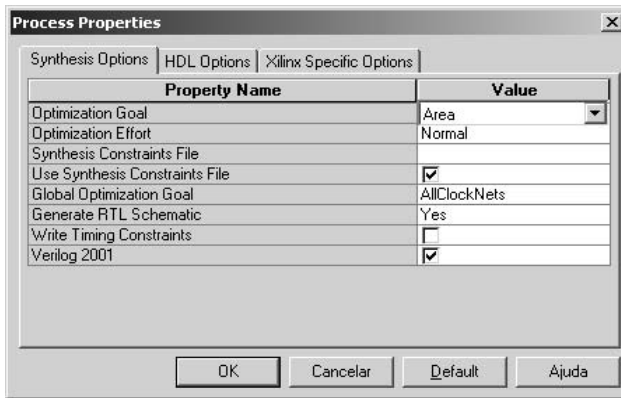 Process Properties
Synthesis Options HDL Options Xilinx Specific Options
Property Name Value
Optimization Goal Area
Optimization Effort Normal
Synthesis Constraints File
Use Synthesis Constraints File
Global Optimization Goal AllClockNets
Generate RTL Schematic Yes
Write Timing Constraints
Verilog 2001
OK Cancelar Default Ajuda